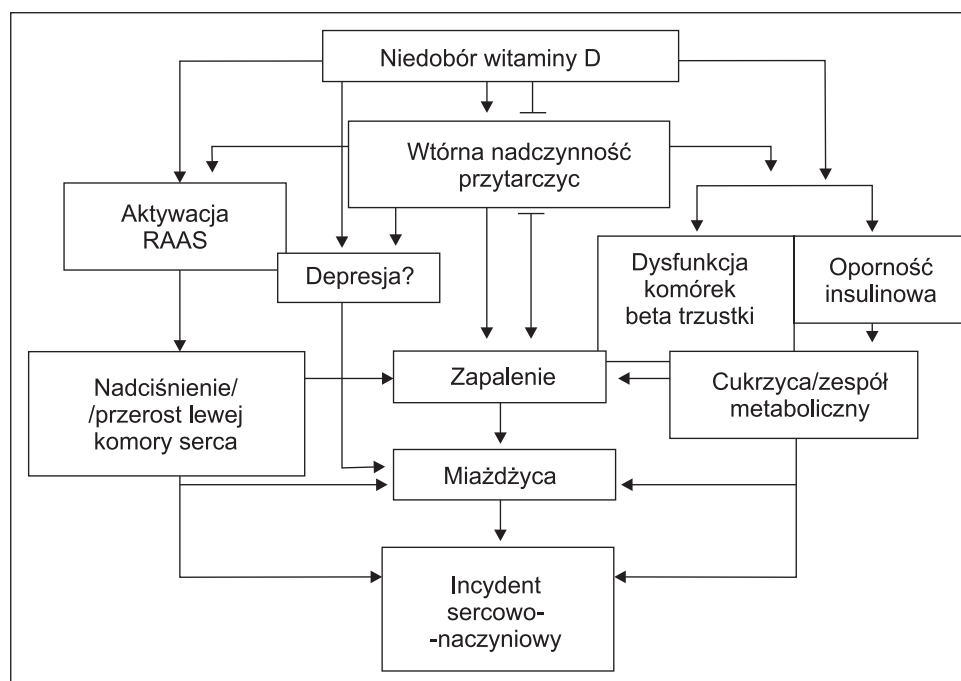 Niedobór witaminy D
Wtórna nadczynność
przytarczyc
Aktywacja
RAAS
Depresja?
Dysfunkcja
komórek
beta trzustki
Oporność
insulinowa
Nadciśnienie/
/przerost lewej
komory serca
Zapalenie
Cukrzyca/zespół
metaboliczny
Miażdżyca
Incydent
sercowo-
-naczyniowy